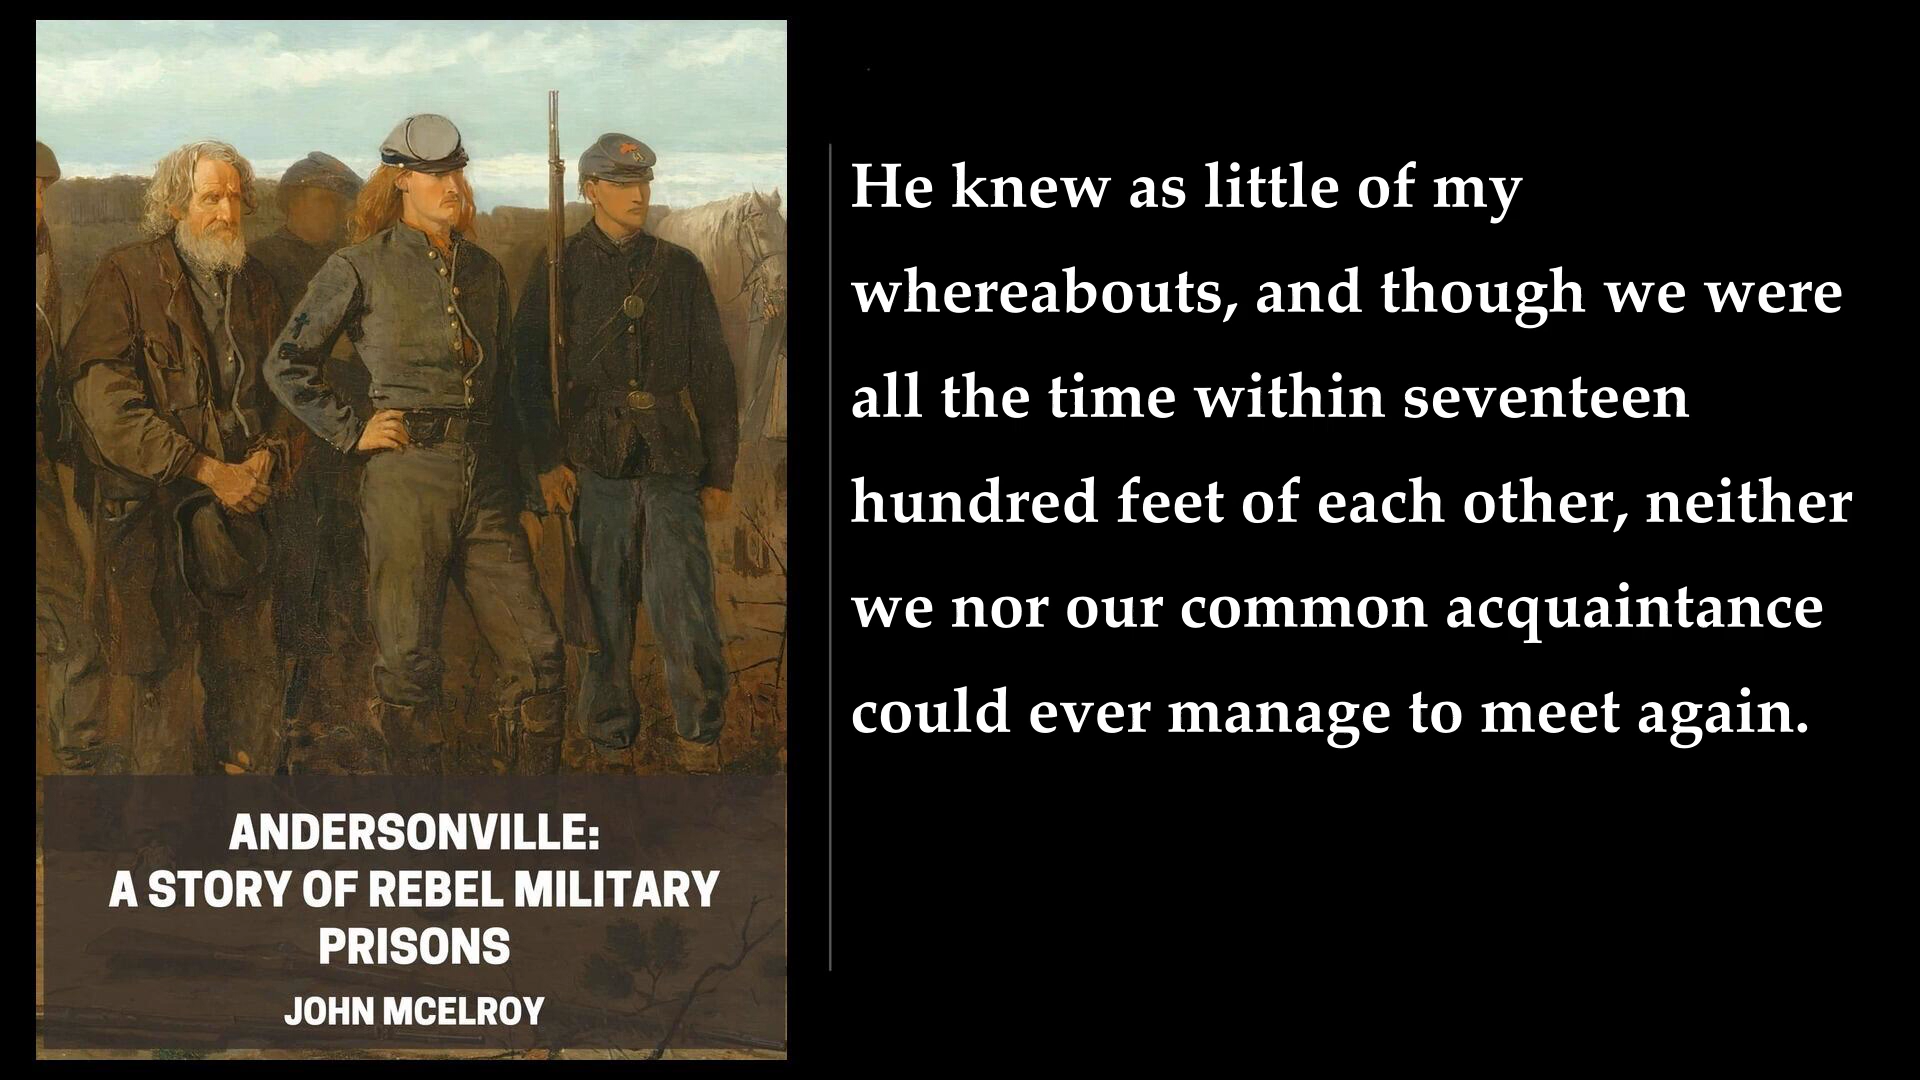 He knew as little of my
whereabouts, and though we were
all the time within seventeen
hundred feet of each other, neither
we nor our common acquaintance
could ever manage to meet again.
ANDERSONVILLE:
A STORY OF REBEL MILITARY
PRISONS
JOHN MCELROY